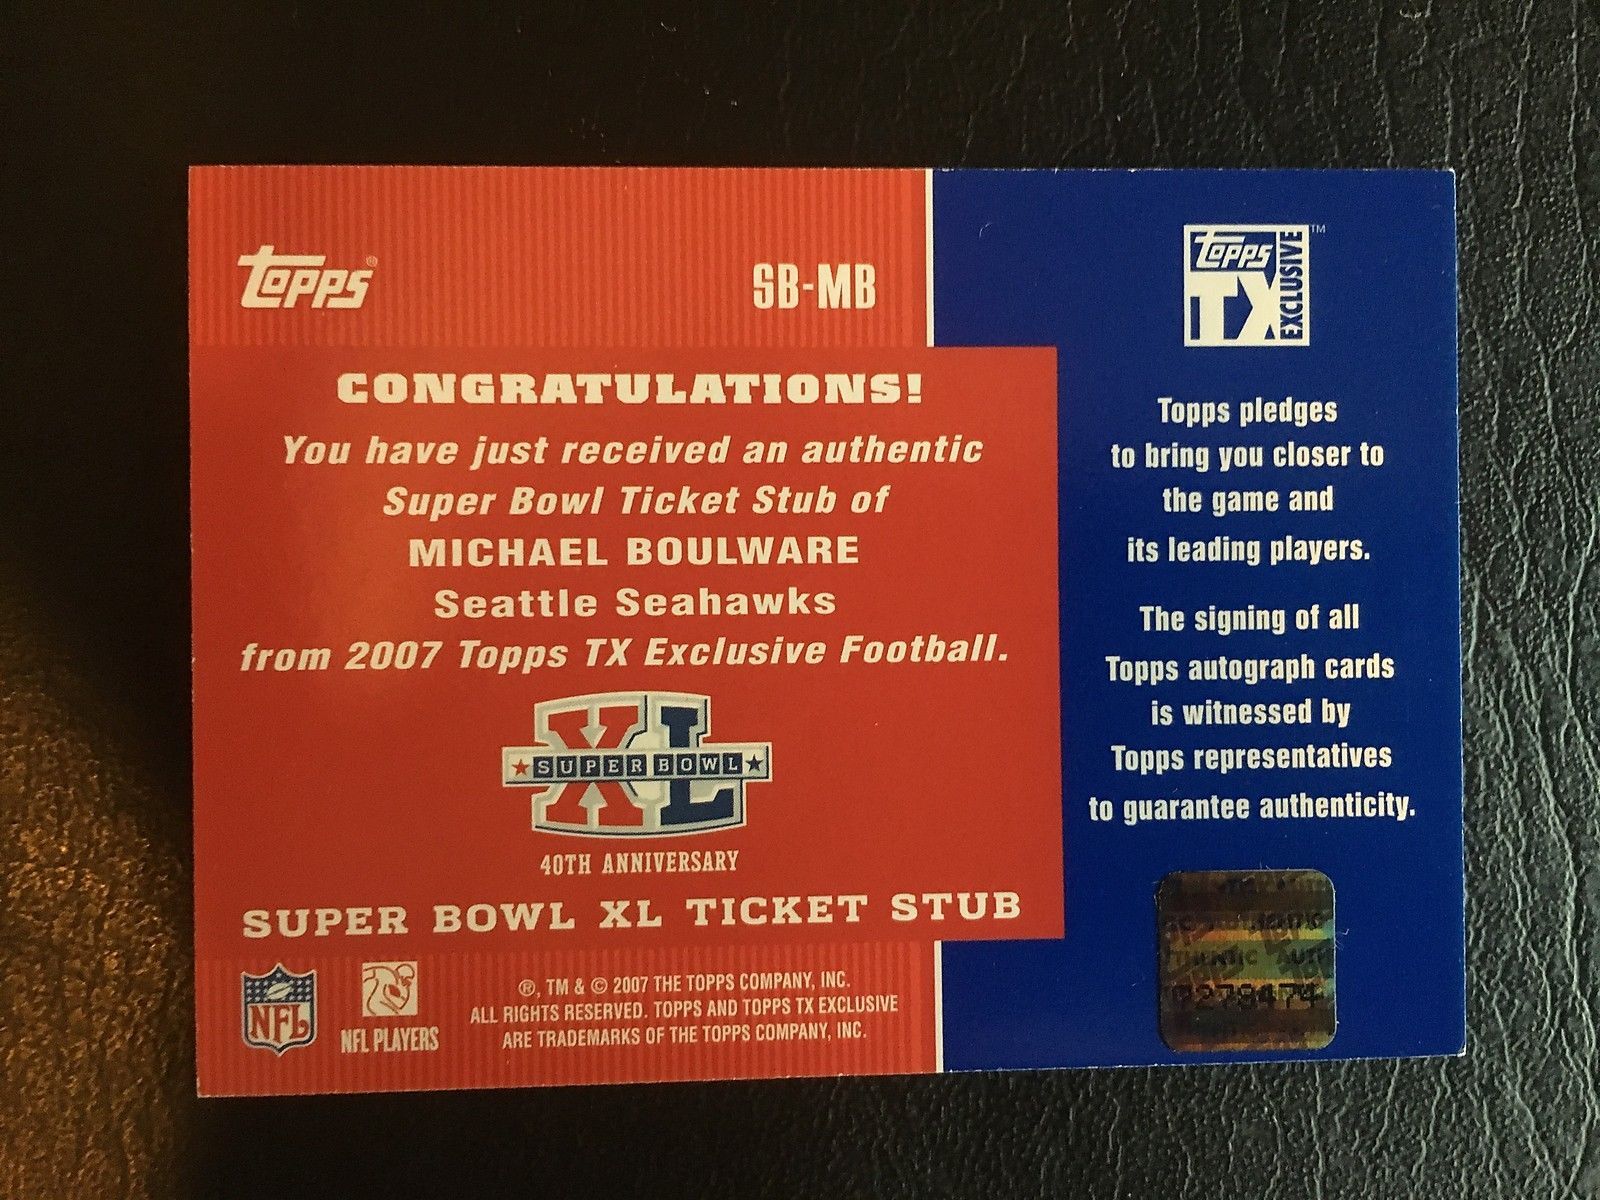 Topps®
SB-MB
CONGRATULATIONS!
You have just received an authentic
Super Bowl Ticket Stub of
MICHAEL BOULWARE
Seattle Seahawks
from 2007 Topps TX Exclusive Football.
XL
SUPER BOWL
40TH ANNIVERSARY
SUPER BOWL XL TICKET STUB
NFL
NFL PLAYERS
®, TM & © 2007 THE TOPPS COMPANY, INC.
ALL RIGHTS RESERVED. TOPPS AND TOPPS TX EXCLUSIVE
ARE TRADEMARKS OF THE TOPPS COMPANY, INC.
Topps
TX
EXCLUSIVE
™
Topps pledges
to bring you closer to
the game and
its leading players.
The signing of all
Topps autograph cards
is witnessed by
Topps representatives
to guarantee authenticity.